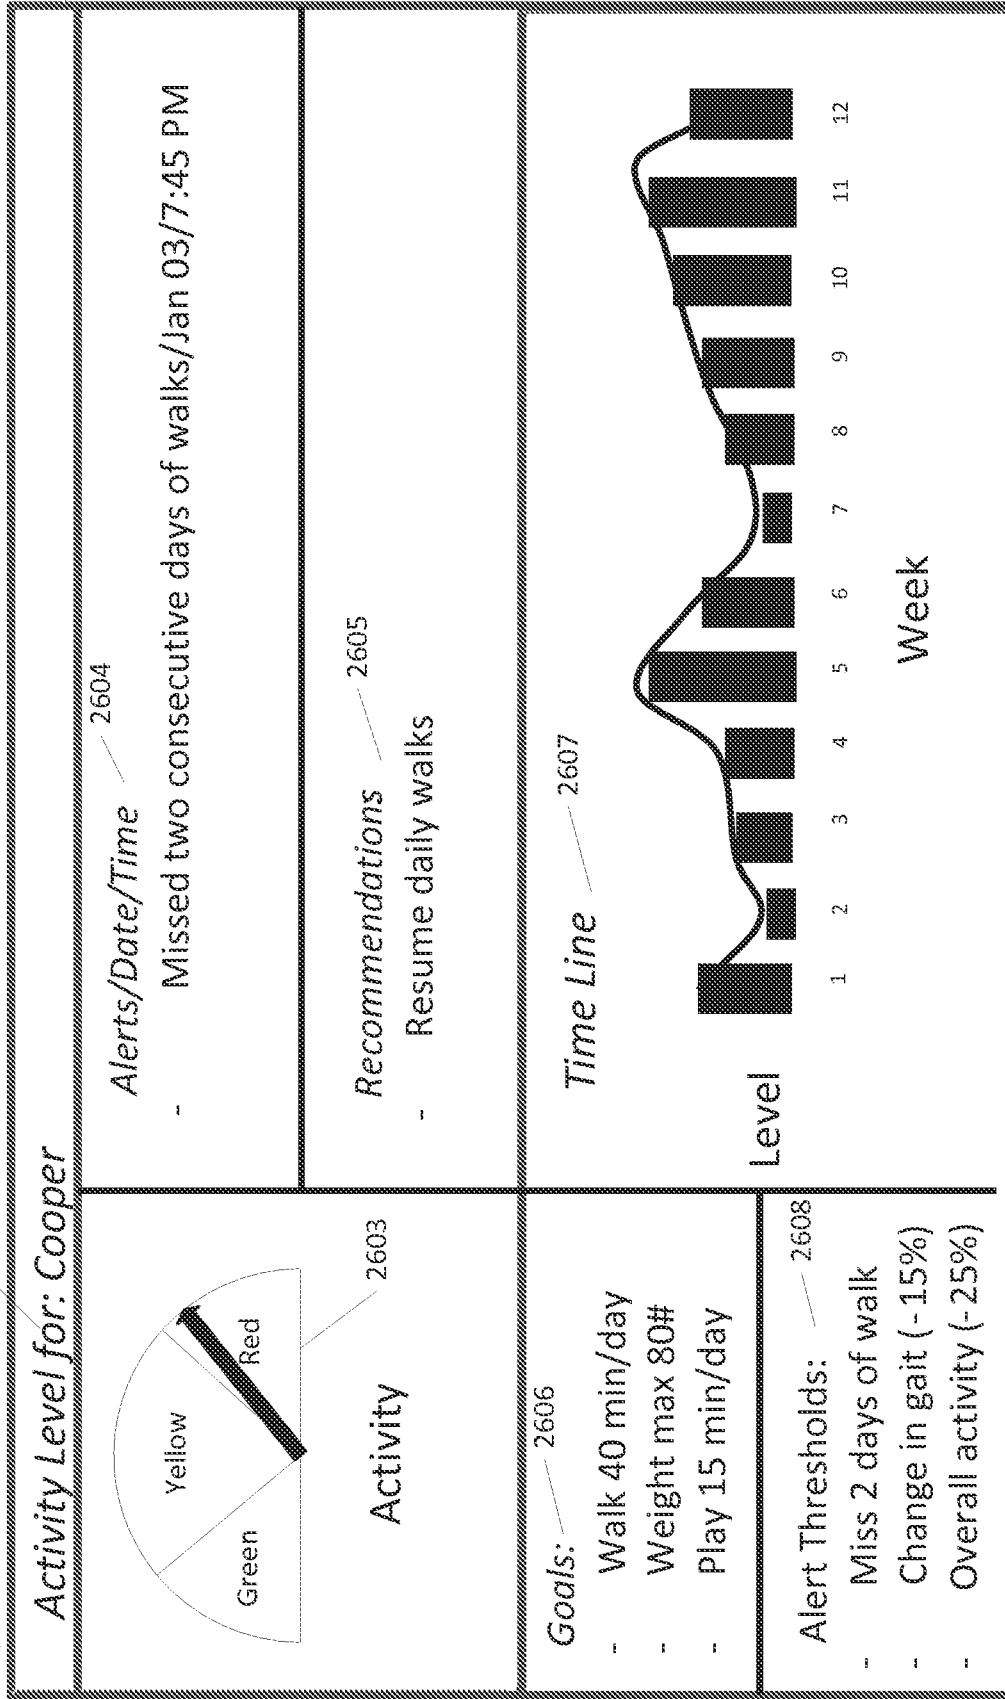 Activity Level for: Cooper
Green
Yellow
Red
2603
Activity
Alerts/Date/Time
2604
- Missed two consecutive days of walks/Jan 03/7:45 PM
Recommendations
2605
- Resume daily walks
Goals:
2606
- Walk 40 min/day
- Weight max 80#
- Play 15 min/day
Alert Thresholds:
2608
- Miss 2 days of walk
- Change in gait (-15%)
- Overall activity (-25%)
Time Line
2607
Level
1 2 3 4 5 6 7 8 9 10 11 12
Week